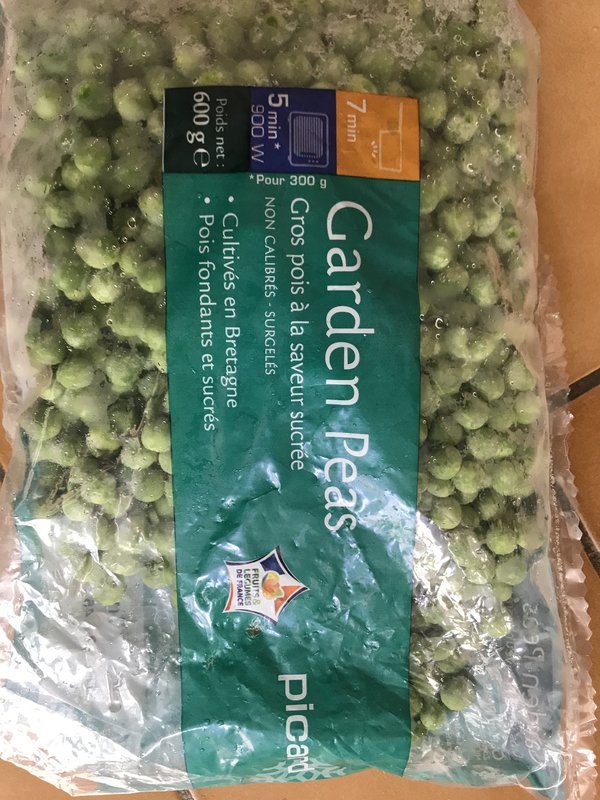 7 min
5 min *
900 W
Poids net :
600 g ℮
*Pour 300 g
Garden Peas
Gros pois à la saveur sucrée
NON CALIBRÉS - SURGELÉS
• Cultivés en Bretagne
• Pois fondants et sucrés
FRUITS &
LÉGUMES
DE FRANCE
picard